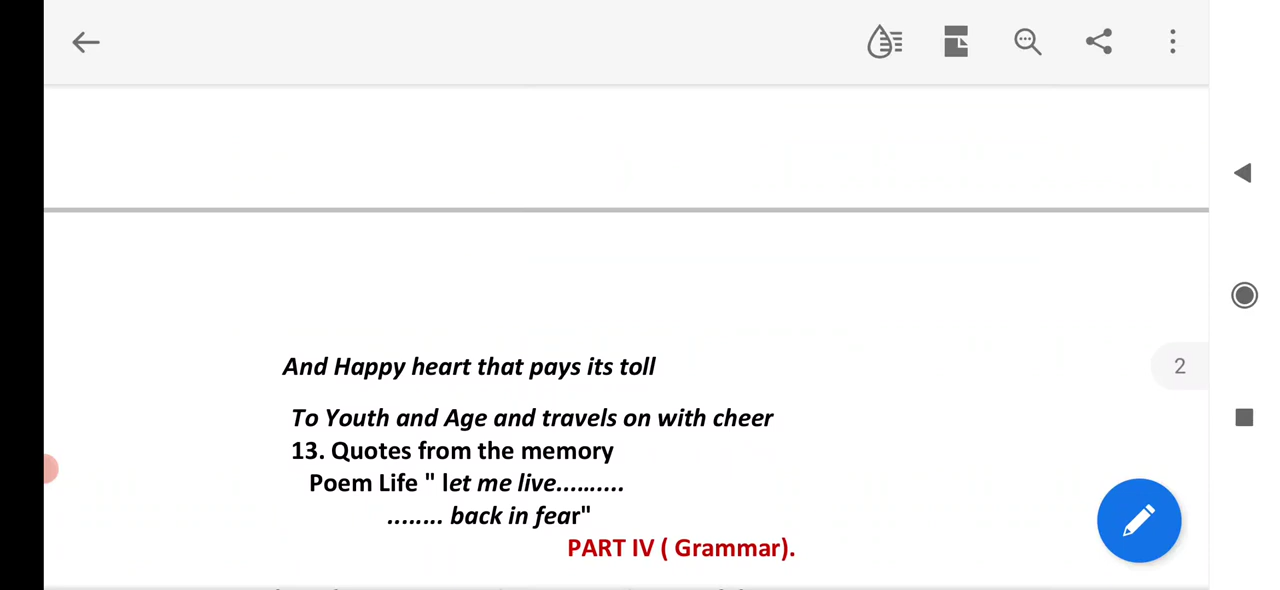 And Happy heart that pays its toll
2
To Youth and Age and travels on with cheer
13. Quotes from the memory
Poem Life " let me live.........
........ back in fear"
PART IV ( Grammar).